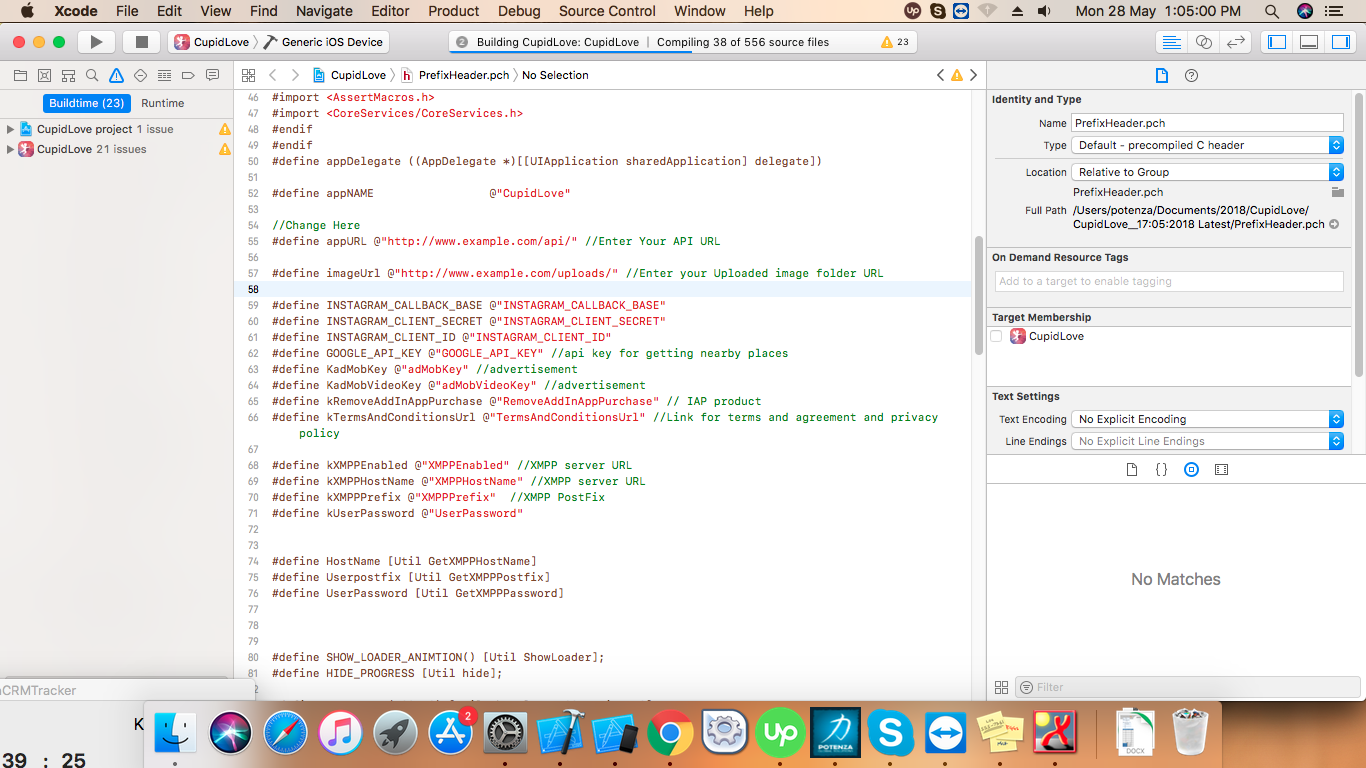 Xcode File Edit View Find Navigate Editor Product Debug Source Control Window Help
Mon 28 May 1:05:00 PM
CupidLove Generic iOS Device
2 Building CupidLove: CupidLove | Compiling 38 of 556 source files 23
CupidLove PrefixHeader.pch No Selection
Buildtime (23) Runtime
CupidLove project 1 issue
CupidLove 21 issues
46 #import <AssertMacros.h>
47 #import <CoreServices/CoreServices.h>
48 #endif
49 #endif
50 #define appDelegate ((AppDelegate *)[[UIApplication sharedApplication] delegate])
51
52 #define appNAME @"CupidLove"
53
54 //Change Here
55 #define appURL @"http://www.example.com/api/" //Enter Your API URL
56
57 #define imageUrl @"http://www.example.com/uploads/" //Enter your Uploaded image folder URL
58
59 #define INSTAGRAM_CALLBACK_BASE @"INSTAGRAM_CALLBACK_BASE"
60 #define INSTAGRAM_CLIENT_SECRET @"INSTAGRAM_CLIENT_SECRET"
61 #define INSTAGRAM_CLIENT_ID @"INSTAGRAM_CLIENT_ID"
62 #define GOOGLE_API_KEY @"GOOGLE_API_KEY" //api key for getting nearby places
63 #define KadMobKey @"adMobKey" //advertisement
64 #define KadMobVideoKey @"adMobVideoKey" //advertisement
65 #define kRemoveAddInAppPurchase @"RemoveAddInAppPurchase" // IAP product
66 #define kTermsAndConditionsUrl @"TermsAndConditionsUrl" //Link for terms and agreement and privacy
policy
67
68 #define kXMPPEnabled @"XMPPEnabled" //XMPP server URL
69 #define kXMPPHostName @"XMPPHostName" //XMPP server URL
70 #define kXMPPPrefix @"XMPPPrefix" //XMPP PostFix
71 #define kUserPassword @"UserPassword"
72
73
74 #define HostName [Util GetXMPPHostName]
75 #define Userpostfix [Util GetXMPPPostfix]
76 #define UserPassword [Util GetXMPPPassword]
77
78
79
80 #define SHOW_LOADER_ANIMTION() [Util ShowLoader];
81 #define HIDE_PROGRESS [Util hide];
Identity and Type
Name PrefixHeader.pch
Type Default - precompiled C header
Location Relative to Group
PrefixHeader.pch
Full Path /Users/potenza/Documents/2018/CupidLove/
CupidLove__17:05:2018 Latest/PrefixHeader.pch
On Demand Resource Tags
Add to a target to enable tagging
Target Membership
CupidLove
Text Settings
Text Encoding No Explicit Encoding
Line Endings No Explicit Line Endings
No Matches
Filter
CRMTracker
K
39 : 25
2
Up
POTENZA
DOCX